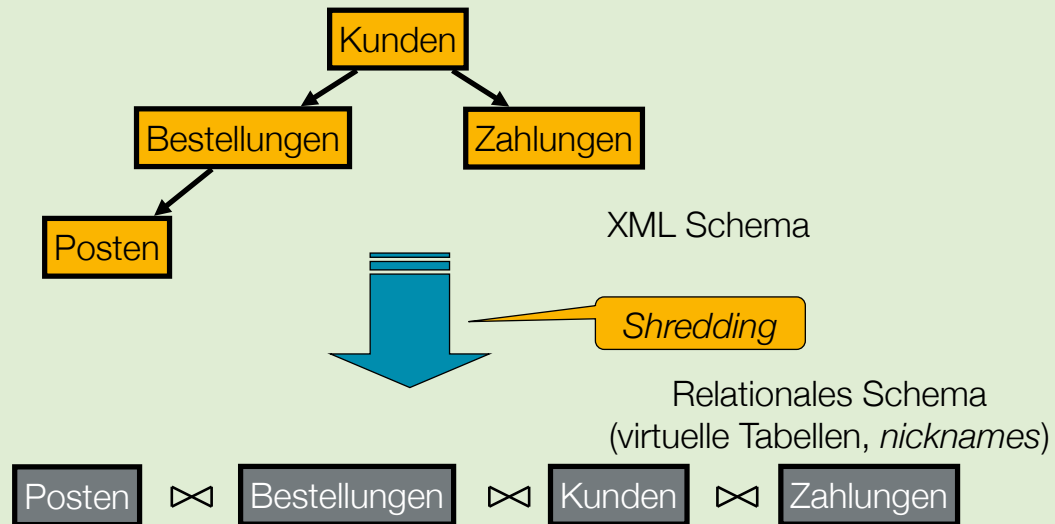 Kunden
Bestellungen
Zahlungen
Posten
XML Schema
Shredding
Relationales Schema
(virtuelle Tabellen, nicknames)
Posten ⋈ Bestellungen ⋈ Kunden ⋈ Zahlungen